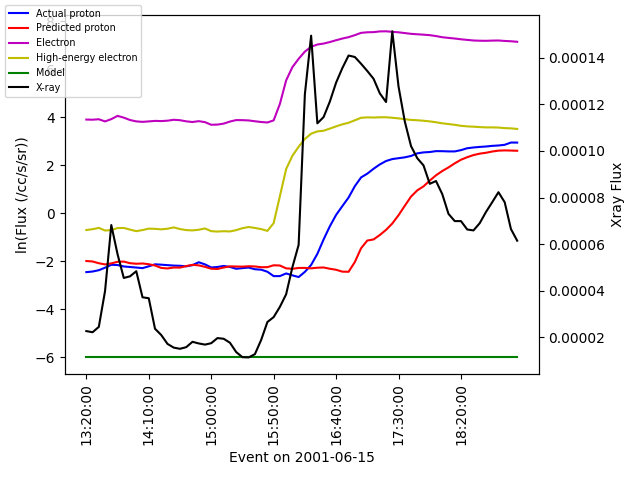 Actual proton
Predicted proton
Electron
High-energy electron
Model
X-ray
4
2
0
−2
−4
−6
ln(Flux (/cc/s/sr))
0.00014
0.00012
0.00010
0.00008
0.00006
0.00004
0.00002
Xray Flux
13:20:00
14:10:00
15:00:00
15:50:00
16:40:00
17:30:00
18:20:00
Event on 2001-06-15